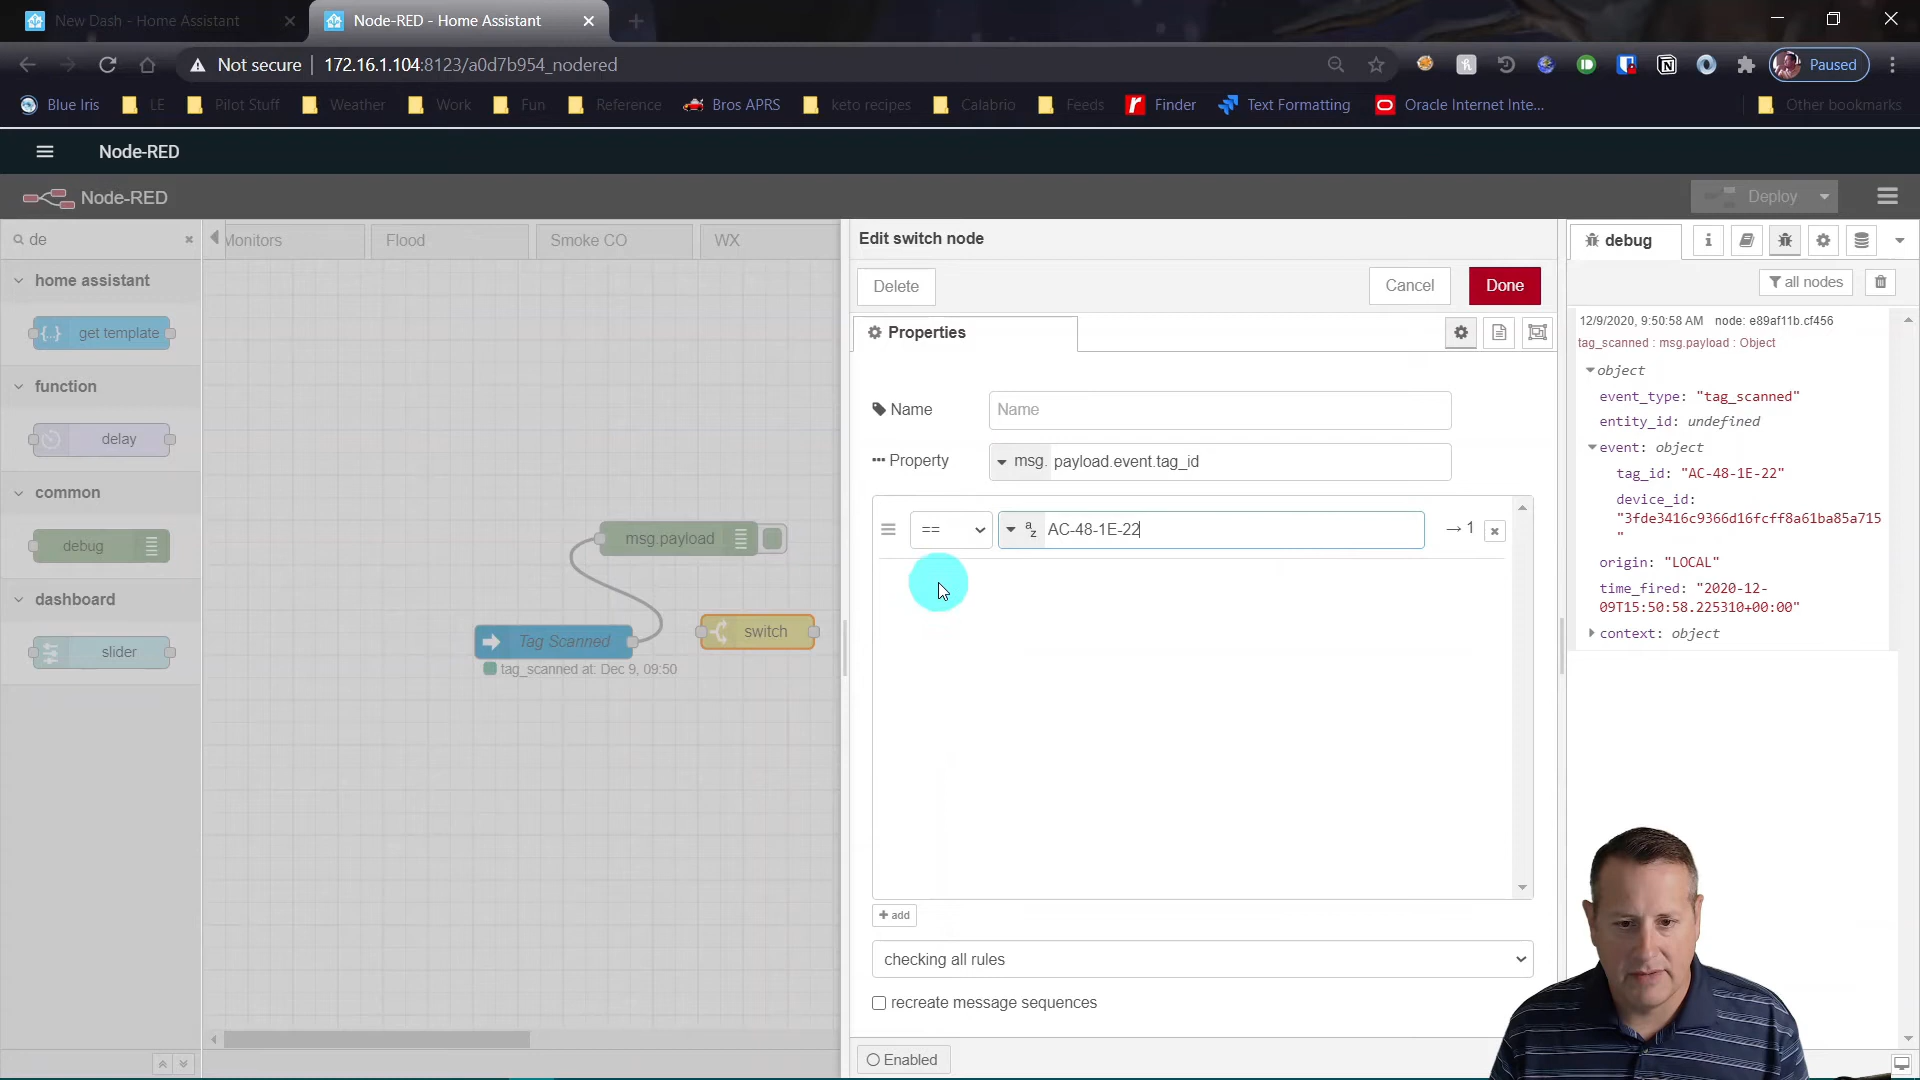 New Dash - Home Assistant
Node-RED - Home Assistant
Not secure 172.16.1.104:8123/a0d7b954_nodered
Paused
Blue Iris LE Pilot Stuff Weather Work Fun Reference Bros APRS keto recipes Calabrio Feeds Finder Text Formatting Oracle Internet Inte... Other bookmarks
Node-RED
Node-RED
Deploy
de
home assistant
get template
function
delay
common
debug
dashboard
slider
Monitors Flood Smoke CO WX
msg.payload
Tag Scanned
tag_scanned at: Dec 9, 09:50
switch
Edit switch node
Delete Cancel Done
Properties
Name Name
Property msg. payload.event.tag_id
== az AC-48-1E-22 → 1
+ add
checking all rules
recreate message sequences
Enabled
debug
all nodes
12/9/2020, 9:50:58 AM node: e89af11b.cf456
tag_scanned : msg.payload : Object
object
event_type: "tag_scanned"
entity_id: undefined
event: object
tag_id: "AC-48-1E-22"
device_id:
"3fde3416c9366d16fcff8a61ba85a715
"
origin: "LOCAL"
time_fired: "2020-12-
09T15:50:58.225310+00:00"
context: object